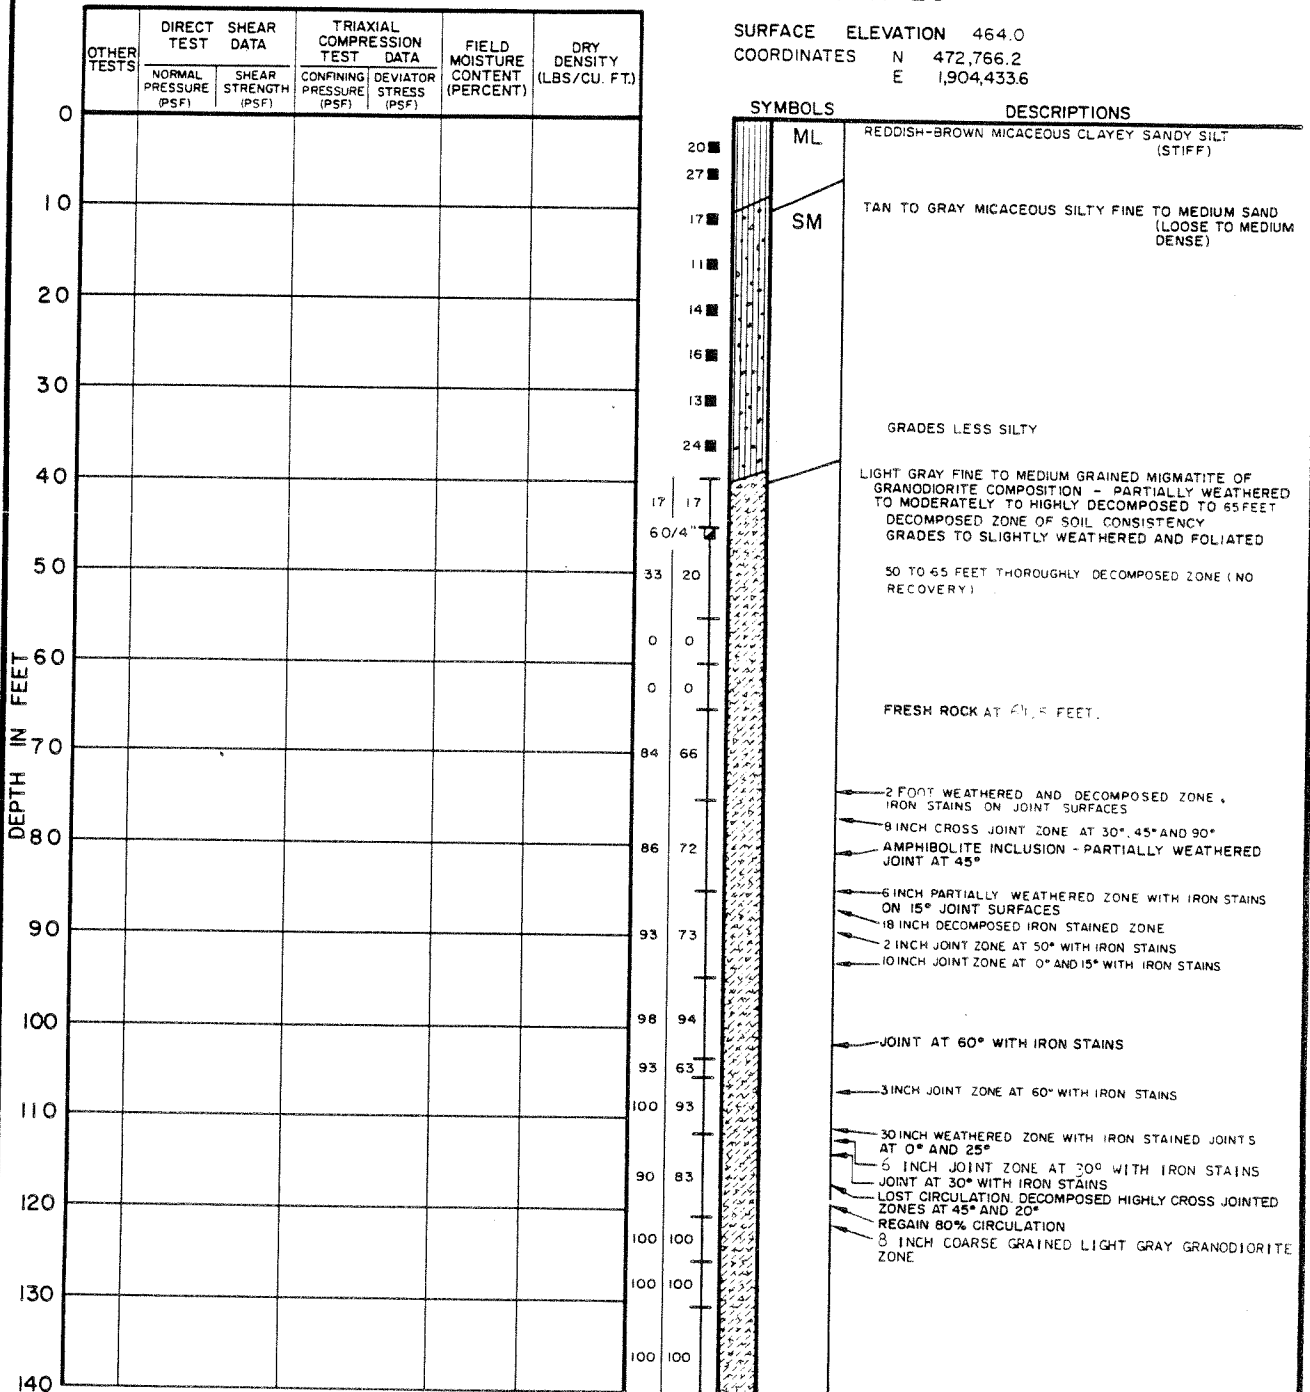 SURFACE ELEVATION 464.0
COORDINATES N 472,766.2
E 1,904,433.6
OTHER TESTS
DIRECT SHEAR
TEST DATA
NORMAL PRESSURE (PSF)
SHEAR STRENGTH (PSF)
TRIAXIAL
COMPRESSION
TEST DATA
CONFINING PRESSURE (PSF)
DEVIATOR STRESS (PSF)
FIELD MOISTURE CONTENT (PERCENT)
DRY DENSITY (LBS/CU. FT.)
SYMBOLS
DESCRIPTIONS
DEPTH IN FEET
0
10
20
30
40
50
60
70
80
90
100
110
120
130
140
20
27
17
11
14
16
13
24
17 17
60/4"
33 20
0 0
0 0
84 66
86 72
93 73
98 94
93 63
100 93
90 83
100 100
100 100
100 100
ML
SM
REDDISH-BROWN MICACEOUS CLAYEY SANDY SILT
(STIFF)
TAN TO GRAY MICACEOUS SILTY FINE TO MEDIUM SAND
(LOOSE TO MEDIUM
DENSE)
GRADES LESS SILTY
LIGHT GRAY FINE TO MEDIUM GRAINED MIGMATITE OF
GRANODIORITE COMPOSITION - PARTIALLY WEATHERED
TO MODERATELY TO HIGHLY DECOMPOSED TO 65 FEET
DECOMPOSED ZONE OF SOIL CONSISTENCY
GRADES TO SLIGHTLY WEATHERED AND FOLIATED
50 TO 65 FEET THOROUGHLY DECOMPOSED ZONE (NO
RECOVERY)
FRESH ROCK AT FEET.
2 FOOT WEATHERED AND DECOMPOSED ZONE,
IRON STAINS ON JOINT SURFACES
8 INCH CROSS JOINT ZONE AT 30°, 45° AND 90°
AMPHIBOLITE INCLUSION - PARTIALLY WEATHERED
JOINT AT 45°
6 INCH PARTIALLY WEATHERED ZONE WITH IRON STAINS
ON 15° JOINT SURFACES
18 INCH DECOMPOSED IRON STAINED ZONE
2 INCH JOINT ZONE AT 50° WITH IRON STAINS
10 INCH JOINT ZONE AT 0° AND 15° WITH IRON STAINS
JOINT AT 60° WITH IRON STAINS
3 INCH JOINT ZONE AT 60° WITH IRON STAINS
30 INCH WEATHERED ZONE WITH IRON STAINED JOINTS
AT 0° AND 25°
6 INCH JOINT ZONE AT WITH IRON STAINS
JOINT AT 30° WITH IRON STAINS
LOST CIRCULATION. DECOMPOSED HIGHLY CROSS JOINTED
ZONES AT 45° AND 20°
REGAIN 80% CIRCULATION
8 INCH COARSE GRAINED LIGHT GRAY GRANODIORITE
ZONE